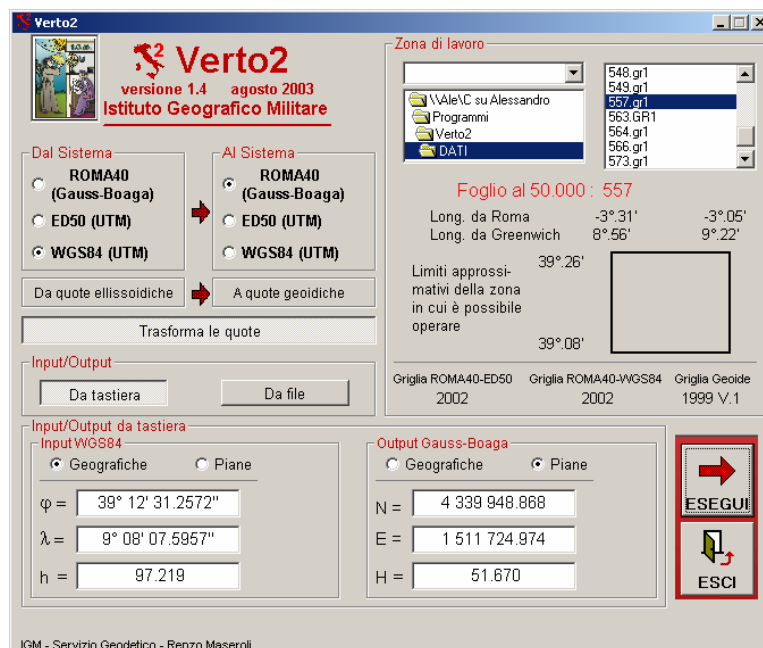 Verto2
I.G.M.
2 Verto2
versione 1.4 agosto 2003
Istituto Geografico Militare
Dal Sistema
ROMA40
(Gauss-Boaga)
ED50 (UTM)
WGS84 (UTM)
Al Sistema
ROMA40
(Gauss-Boaga)
ED50 (UTM)
WGS84 (UTM)
Da quote ellissoidiche
A quote geoidiche
Trasforma le quote
Input/Output
Da tastiera
Da file
Zona di lavoro
\\Ale\C su Alessandro
Programmi
Verto2
DATI
548.gr1
549.gr1
557.gr1
563.GR1
564.gr1
566.gr1
573.gr1
Foglio al 50.000 : 557
Long. da Roma -3°.31' -3°.05'
Long. da Greenwich 8°.56' 9°.22'
Limiti approssi-
mativi della zona
in cui è possibile
operare
39°.26'
39°.08'
Griglia ROMA40-ED50 Griglia ROMA40-WGS84 Griglia Geoide
2002 2002 1999 V.1
Input/Output da tastiera
Input WGS84
Geografiche Piane
φ = 39° 12' 31.2572"
λ = 9° 08' 07.5957"
h = 97.219
Output Gauss-Boaga
Geografiche Piane
N = 4 339 948.868
E = 1 511 724.974
H = 51.670
ESEGUI
ESCI
IGM - Servizio Geodetico - Renzo Maseroli